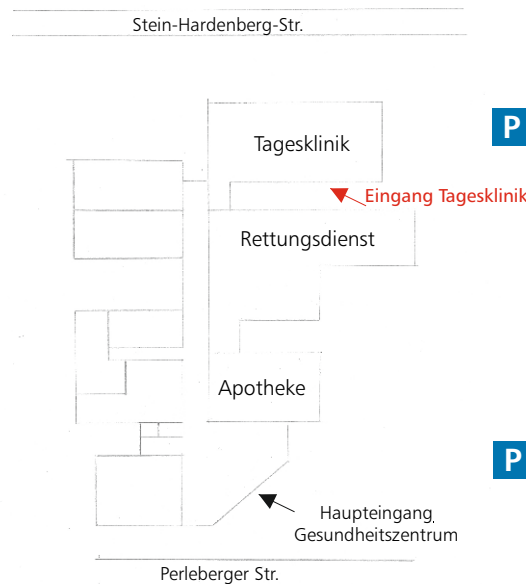 Stein-Hardenberg-Str.
P
Tagesklinik
Eingang Tagesklinik
Rettungsdienst
Apotheke
P
Haupteingang
Gesundheitszentrum
Perleberger Str.